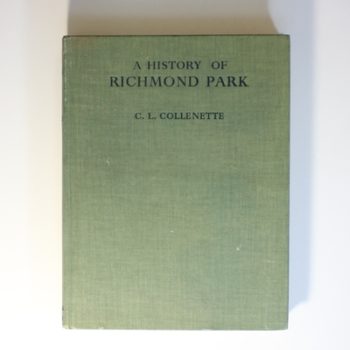 A HISTORY OF
RICHMOND PARK
C. L. COLLENETTE